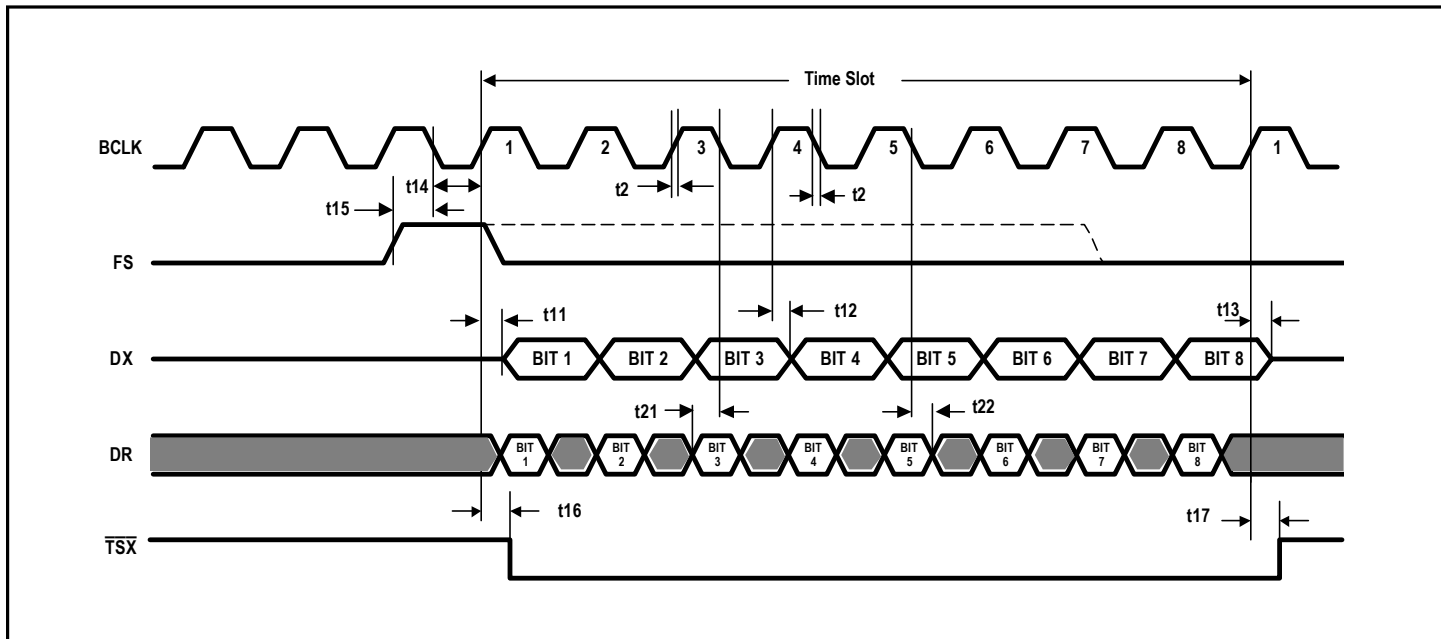 Time Slot
BCLK 1 2 3 4 5 6 7 8 1
t14 t2 t2
t15
FS
t11 t12 t13
DX BIT 1 BIT 2 BIT 3 BIT 4 BIT 5 BIT 6 BIT 7 BIT 8
t21 t22
DR BIT 1 BIT 2 BIT 3 BIT 4 BIT 5 BIT 6 BIT 7 BIT 8
t16 t17
TSX